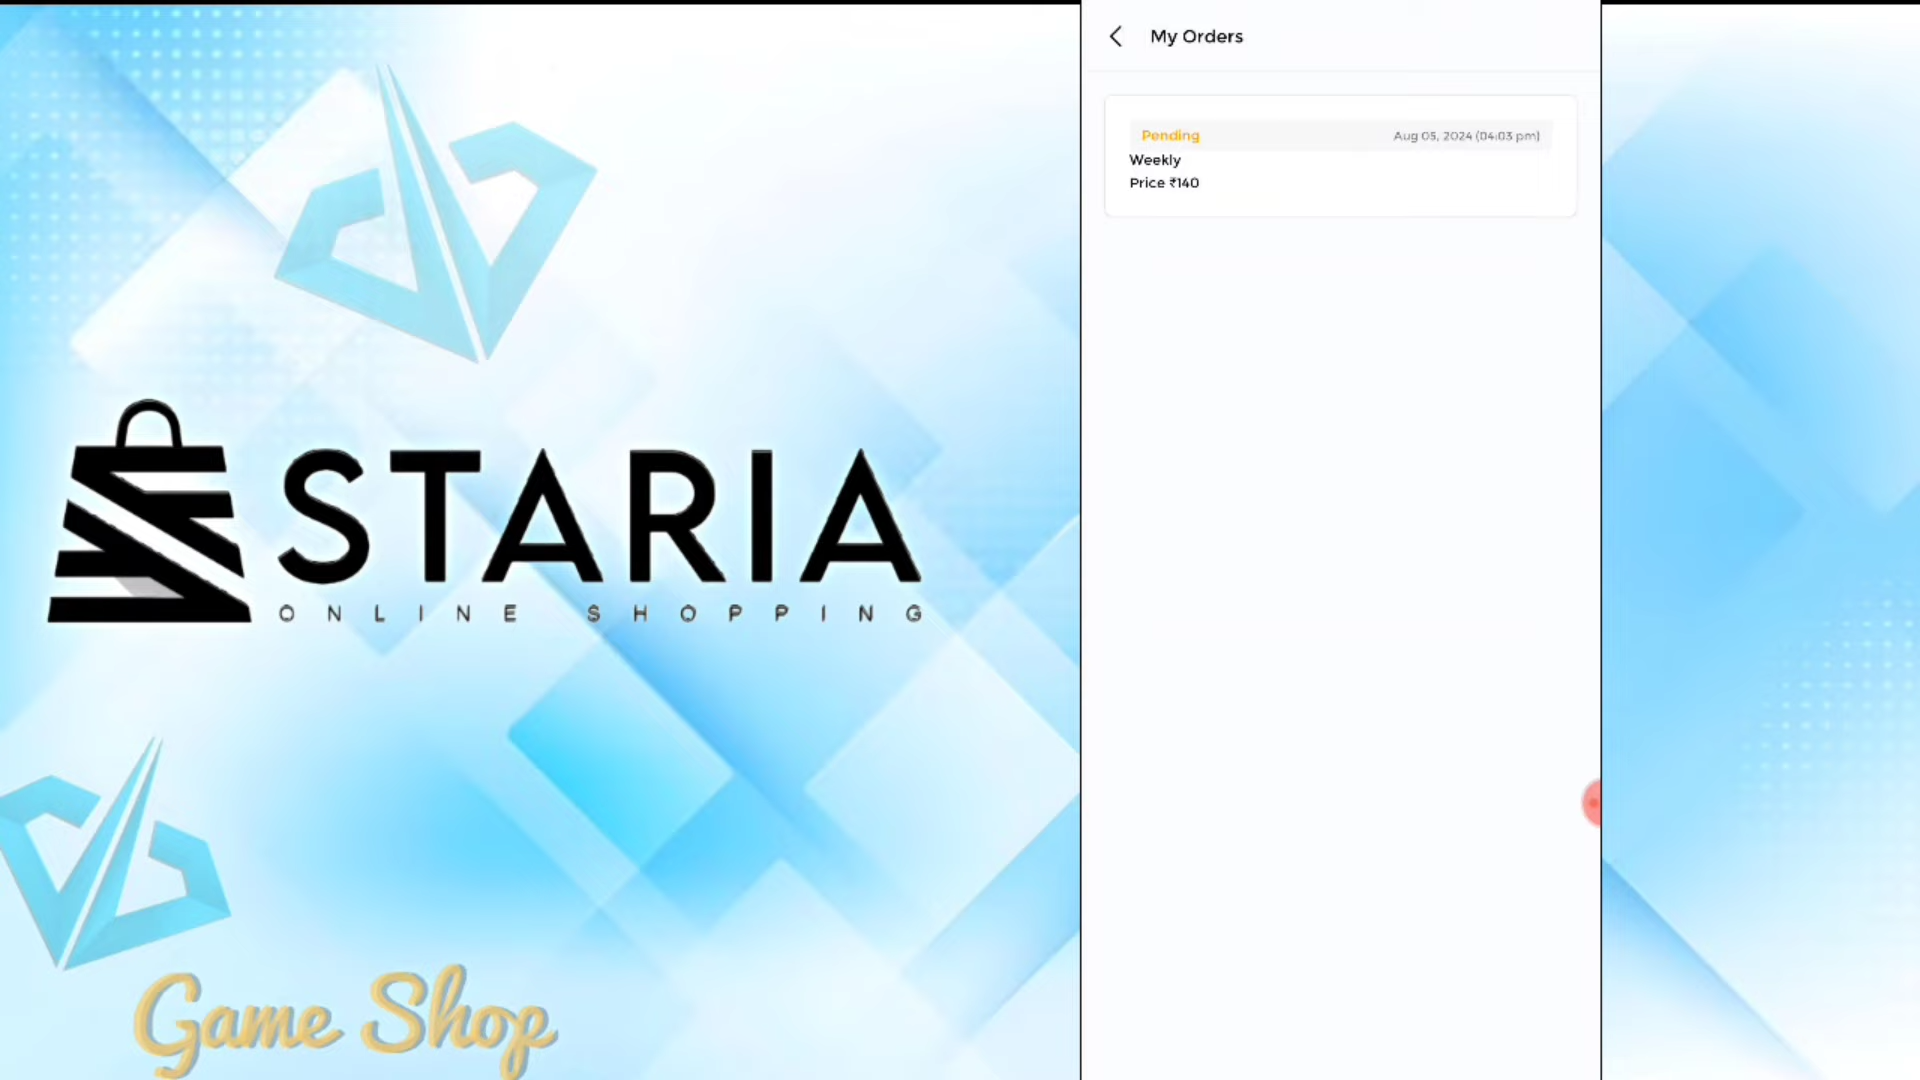 STARIA
ONLINE SHOPPING
Game Shop
My Orders
Pending
Aug 05, 2024 (04:03 pm)
Weekly
Price ₹140